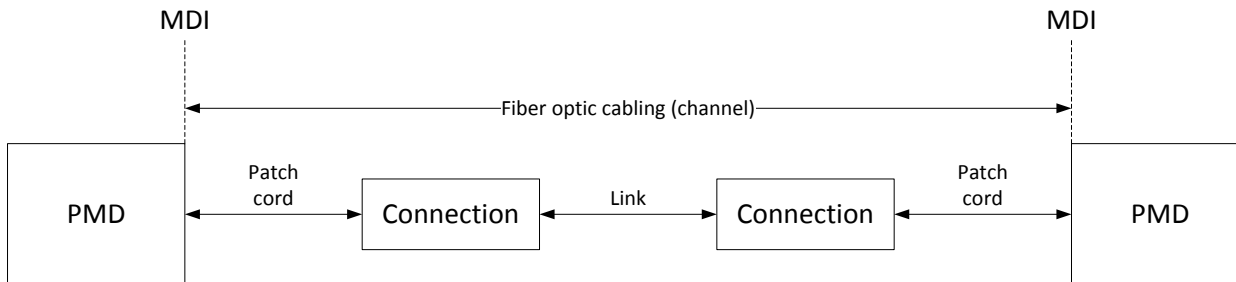 MDI
MDI
Fiber optic cabling (channel)
Patch
cord
Patch
cord
PMD
Connection
Link
Connection
PMD